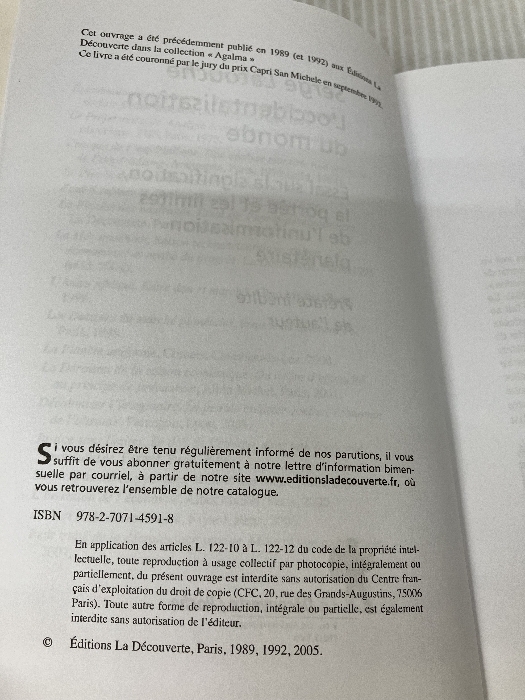 Cet ouvrage a été précédemment publié en 1989 (et 1992) aux Éditions La
Découverte dans la collection « Agalma »
Ce livre a été couronné par le jury du prix Capri San Michele en septembre
Si vous désirez être tenu régulièrement informé de nos parutions, il vous
suffit de vous abonner gratuitement à notre lettre d'information bimen-
suelle par courriel, à partir de notre site www.editionsladecouverte.fr, où
vous retrouverez l'ensemble de notre catalogue.
ISBN 978-2-7071-4591-8
En application des articles L. 122-10 à L. 122-12 du code de la propriété intel-
lectuelle, toute reproduction à usage collectif par photocopie, intégralement ou
partiellement, du présent ouvrage est interdite sans autorisation du Centre fran-
çais d'exploitation du droit de copie (CFC, 20, rue des Grands-Augustins, 75006
Paris). Toute autre forme de reproduction, intégrale ou partielle, est également
interdite sans autorisation de l'éditeur.
© Éditions La Découverte, Paris, 1989, 1992, 2005.